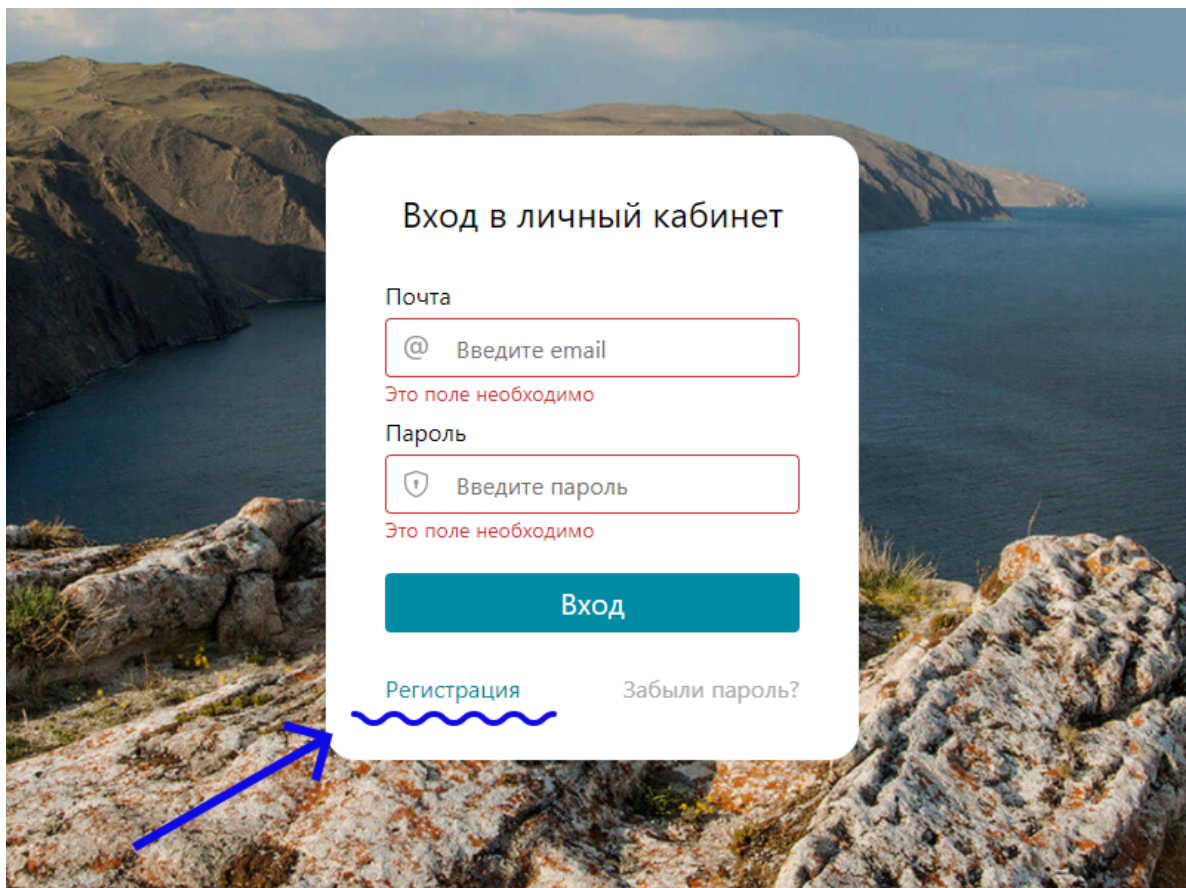 Вход в личный кабинет
Почта
@ Введите email
Это поле необходимо
Пароль
Введите пароль
Это поле необходимо
Вход
Регистрация Забыли пароль?